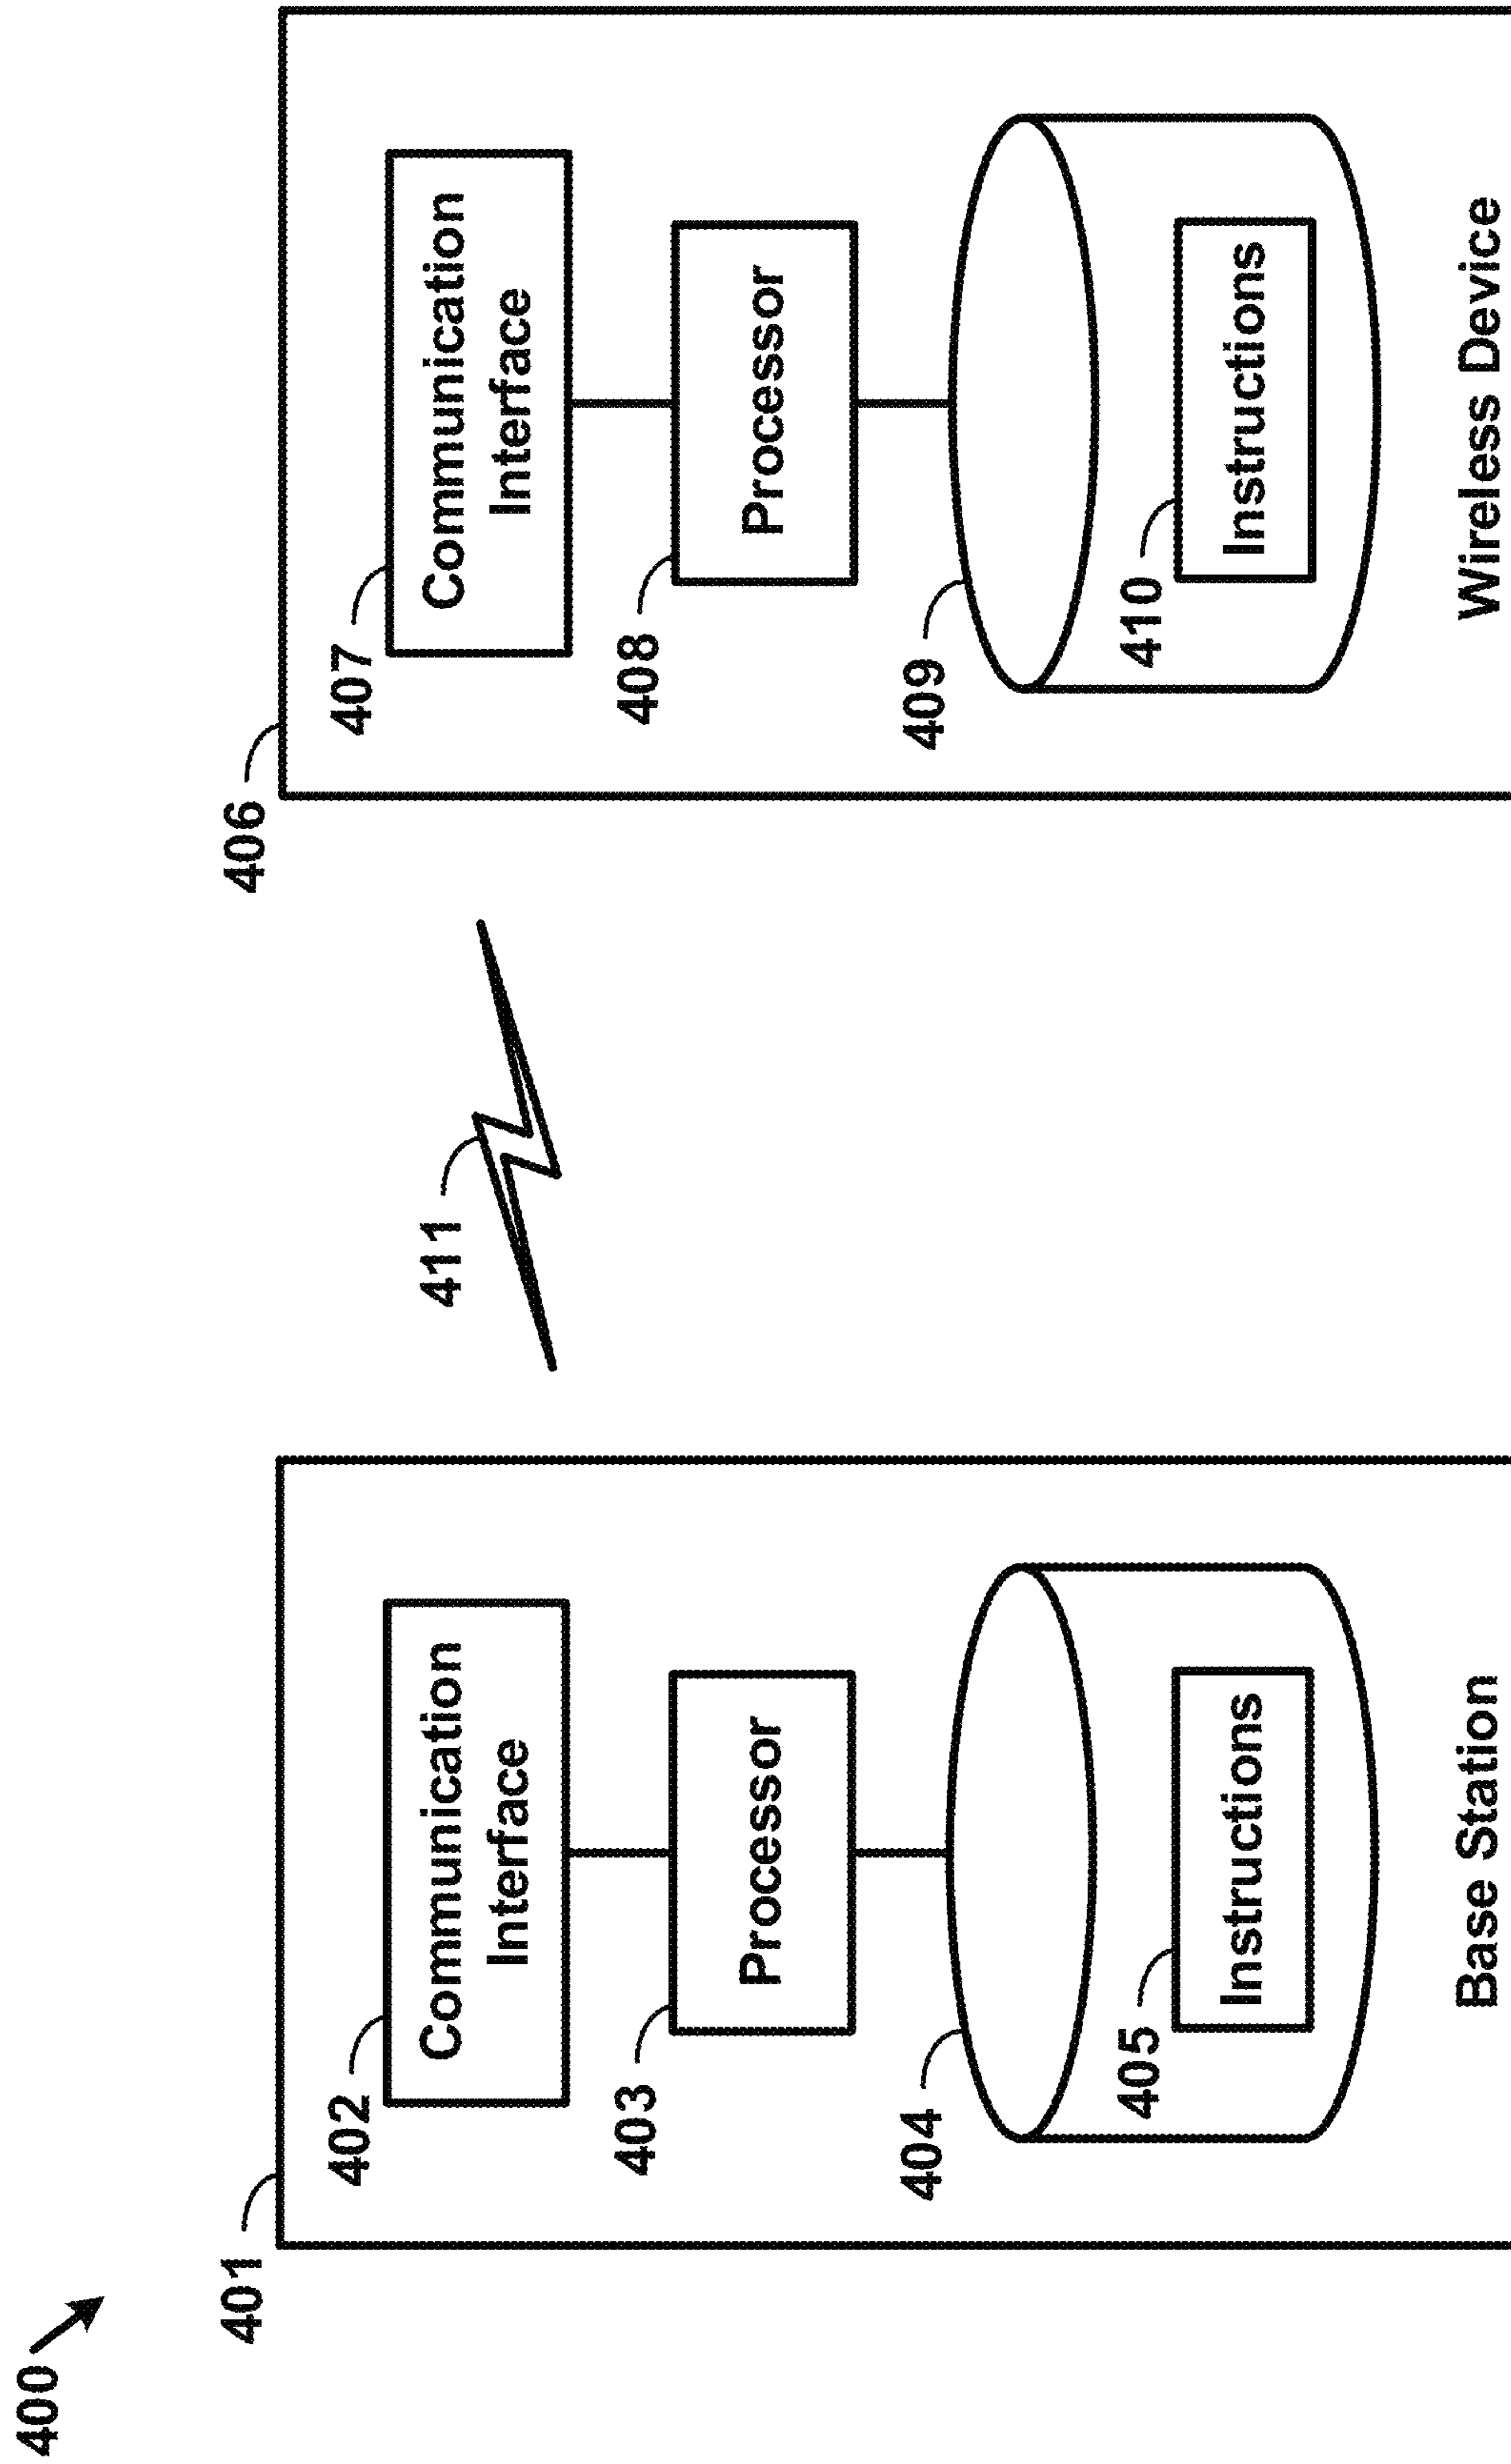 400
401
402
Communication
Interface
403
Processor
404
405
Instructions
Base Station
411
406
407
Communication
Interface
408
Processor
409
410
Instructions
Wireless Device